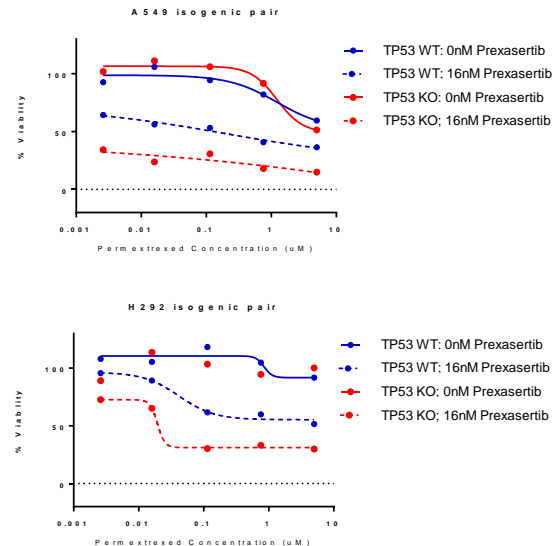 A549 isogenic pair
% Viability
100
50
0
0.001
0.01
0.1
1
10
Permextrexed Concentration (uM)
TP53 WT: 0nM Prexasertib
TP53 WT; 16nM Prexasertib
TP53 KO: 0nM Prexasertib
TP53 KO; 16nM Prexasertib
H292 isogenic pair
% Viability
100
50
0
0.001
0.01
0.1
1
10
Permextrexed Concentration (uM)
TP53 WT: 0nM Prexasertib
TP53 WT; 16nM Prexasertib
TP53 KO; 0nM Prexasertib
TP53 KO; 16nM Prexasertib